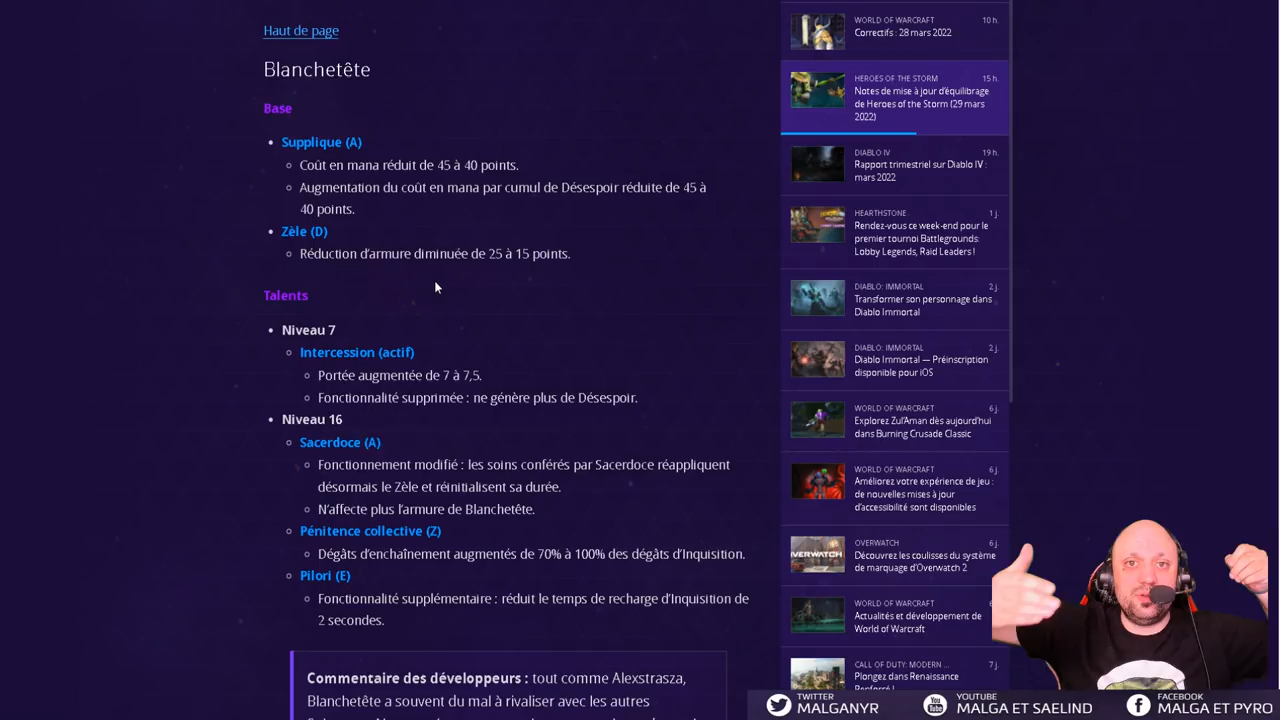 Haut de page
Blanchetête
Base
Supplique (A)
Coût en mana réduit de 45 à 40 points.
Augmentation du coût en mana par cumul de Désespoir réduite de 45 à
40 points.
Zèle (D)
Réduction d'armure diminuée de 25 à 15 points.
Talents
Niveau 7
Intercession (actif)
Portée augmentée de 7 à 7,5.
Fonctionnalité supprimée : ne génère plus de Désespoir.
Niveau 16
Sacerdoce (A)
Fonctionnement modifié : les soins conférés par Sacerdoce réappliquent
désormais le Zèle et réinitialisent sa durée.
N'affecte plus l'armure de Blanchetête.
Pénitence collective (Z)
Dégâts d'enchaînement augmentés de 70% à 100% des dégâts d'Inquisition.
Pilori (E)
Fonctionnalité supplémentaire : réduit le temps de recharge d'Inquisition de
2 secondes.
Commentaire des développeurs : tout comme Alexstrasza,
Blanchetête a souvent du mal à rivaliser avec les autres
WORLD OF WARCRAFT 10 h.
Correctifs : 28 mars 2022
HEROES OF THE STORM 15 h.
Notes de mise à jour d'équilibrage
de Heroes of the Storm (29 mars
2022)
DIABLO IV 19 h.
Rapport trimestriel sur Diablo IV :
mars 2022
HEARTHSTONE 1 j.
Rendez-vous ce week-end pour le
premier tournoi Battlegrounds:
Lobby Legends, Raid Leaders !
DIABLO: IMMORTAL 2 j.
Transformer son personnage dans
Diablo Immortal
DIABLO: IMMORTAL 2 j.
Diablo Immortal — Préinscription
disponible pour iOS
WORLD OF WARCRAFT 6 j.
Explorez Zul'Aman dès aujourd'hui
dans Burning Crusade Classic
WORLD OF WARCRAFT 6 j.
Améliorez votre expérience de jeu :
de nouvelles mises à jour
d'accessibilité sont disponibles
OVERWATCH 6 j.
Découvrez les coulisses du système
de marquage d'Overwatch 2
WORLD OF WARCRAFT
Actualités et développement de
World of Warcraft
CALL OF DUTY: MODERN ... 7 j.
Plongez dans Renaissance
TWITTER
MALGANYR
YOUTUBE
MALGA ET SAELIND
FACEBOOK
MALGA ET PYRO